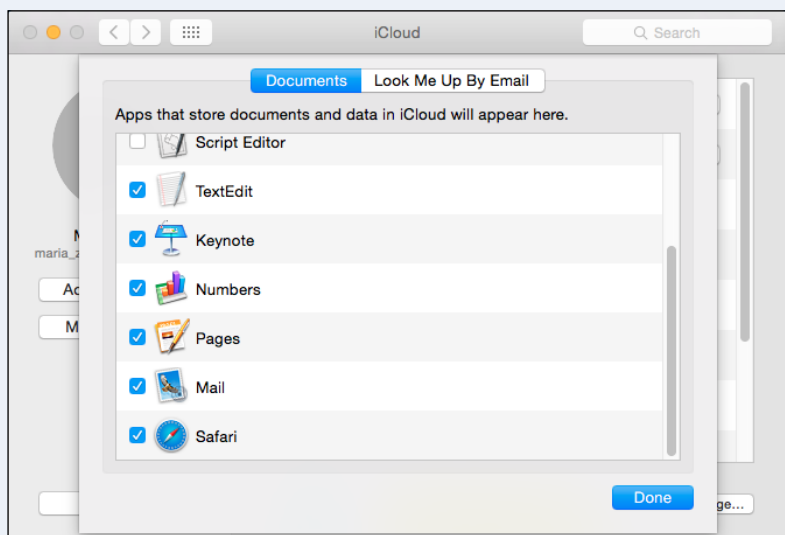 iCloud
Search
Documents
Look Me Up By Email
Apps that store documents and data in iCloud will appear here.
Script Editor
TextEdit
Keynote
Numbers
Pages
Mail
Safari
Done